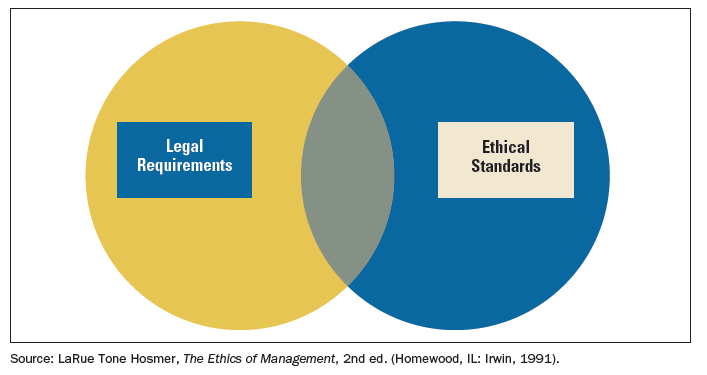 Legal
Requirements
Ethical
Standards
Source: LaRue Tone Hosmer, The Ethics of Management, 2nd ed. (Homewood, IL: Irwin, 1991).